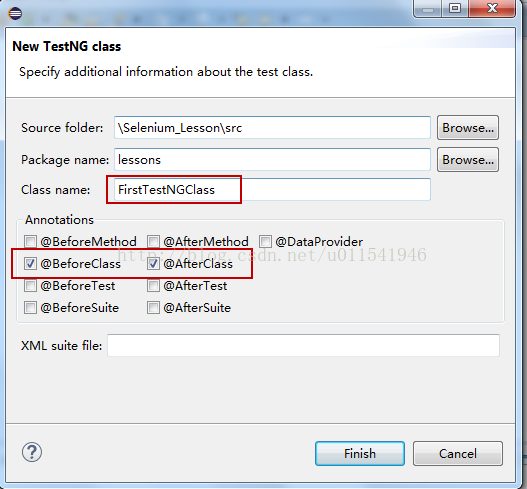 New TestNG class
Specify additional information about the test class.
Source folder: \Selenium_Lesson\src Browse...
Package name: lessons Browse...
Class name: FirstTestNGClass
Annotations
@BeforeMethod @AfterMethod @DataProvider
http://blog.csdn.net/u011541946
@BeforeClass @AfterClass
@BeforeTest @AfterTest
@BeforeSuite @AfterSuite
XML suite file:
? Finish Cancel